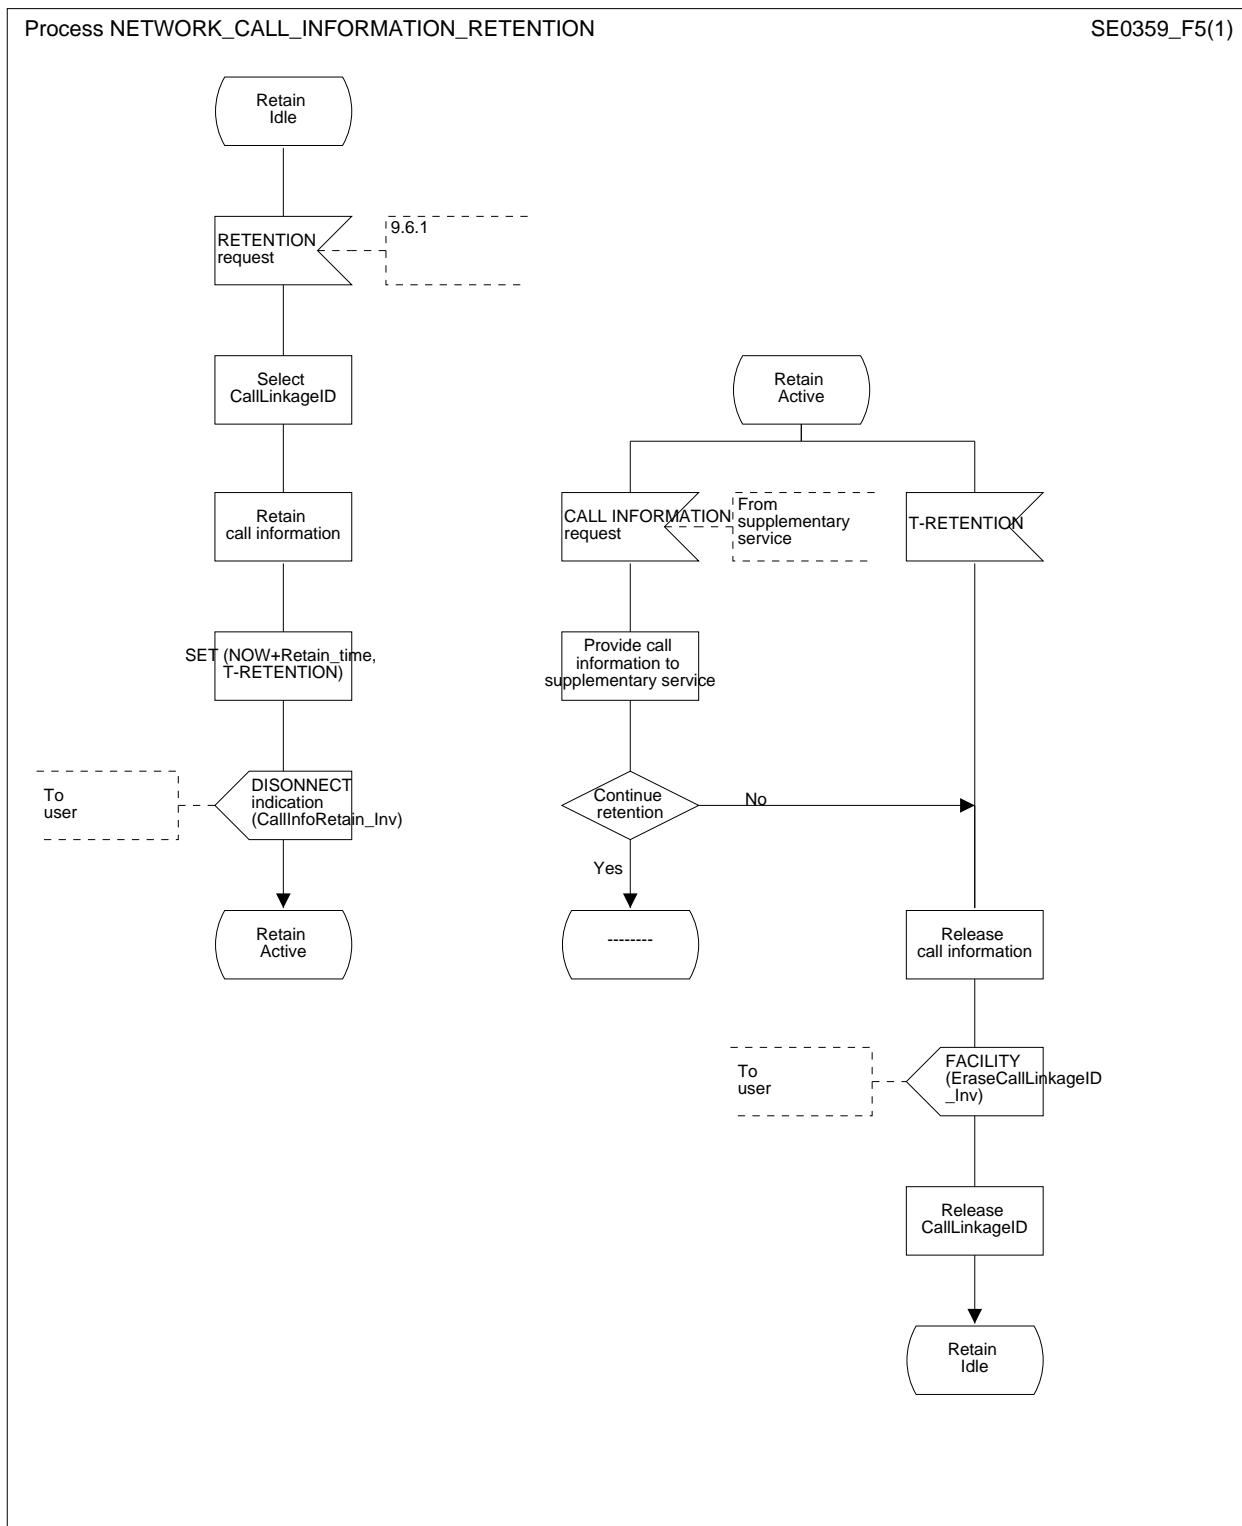 Process NETWORK_CALL_INFORMATION_RETENTION
SE0359_F5(1)
Retain
Idle
RETENTION
request
9.6.1
Select
CallLinkageID
Retain
call information
SET (NOW+Retain_time,
T-RETENTION)
To
user
DISONNECT
indication
(CallInfoRetain_Inv)
Retain
Active
Retain
Active
CALL INFORMATION
request
From
supplementary
service
T-RETENTION
Provide call
information to
supplementary service
Continue
retention
No
Yes
--------
Release
call information
To
user
FACILITY
(EraseCallLinkageID
_Inv)
Release
CallLinkageID
Retain
Idle